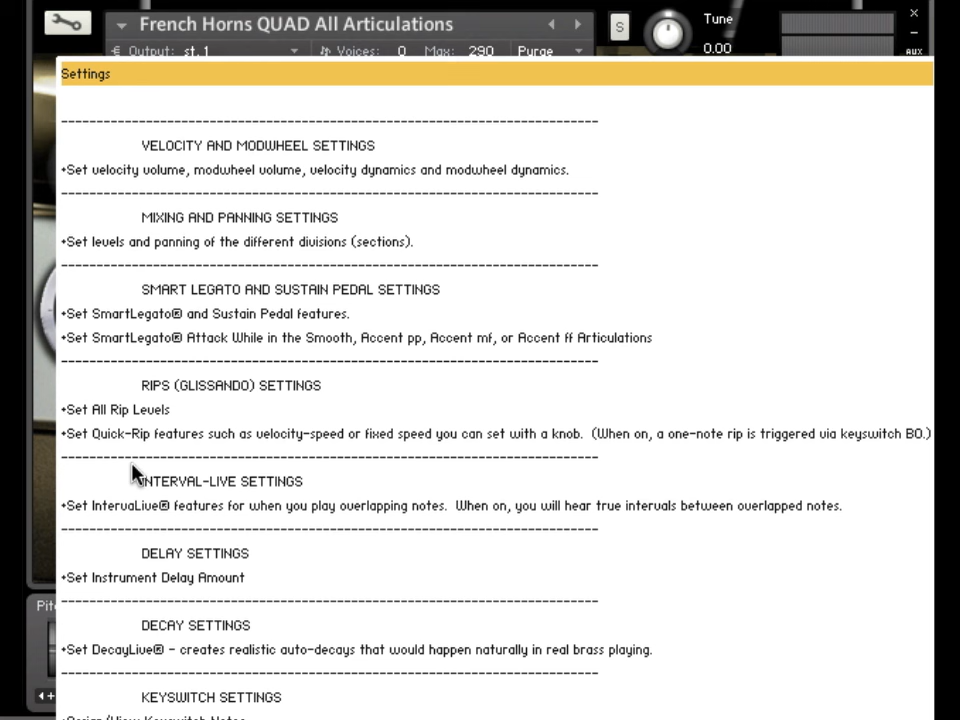 French Horns QUAD All Articulations
S
Tune
0.00
Output: st. 1
Voices: 0 Max: 290 Purge
AUX
Settings
VELOCITY AND MODWHEEL SETTINGS
+Set velocity volume, modwheel volume, velocity dynamics and modwheel dynamics.
MIXING AND PANNING SETTINGS
+Set levels and panning of the different divisions (sections).
SMART LEGATO AND SUSTAIN PEDAL SETTINGS
+Set SmartLegato® and Sustain Pedal features.
+Set SmartLegato® Attack While in the Smooth, Accent pp, Accent mf, or Accent ff Articulations
RIPS (GLISSANDO) SETTINGS
+Set All Rip Levels
+Set Quick-Rip features such as velocity-speed or fixed speed you can set with a knob. (When on, a one-note rip is triggered via keyswitch B0.)
INTERVAL-LIVE SETTINGS
+Set IntervaLive® features for when you play overlapping notes. When on, you will hear true intervals between overlapped notes.
DELAY SETTINGS
+Set Instrument Delay Amount
DECAY SETTINGS
+Set DecayLive® - creates realistic auto-decays that would happen naturally in real brass playing.
KEYSWITCH SETTINGS